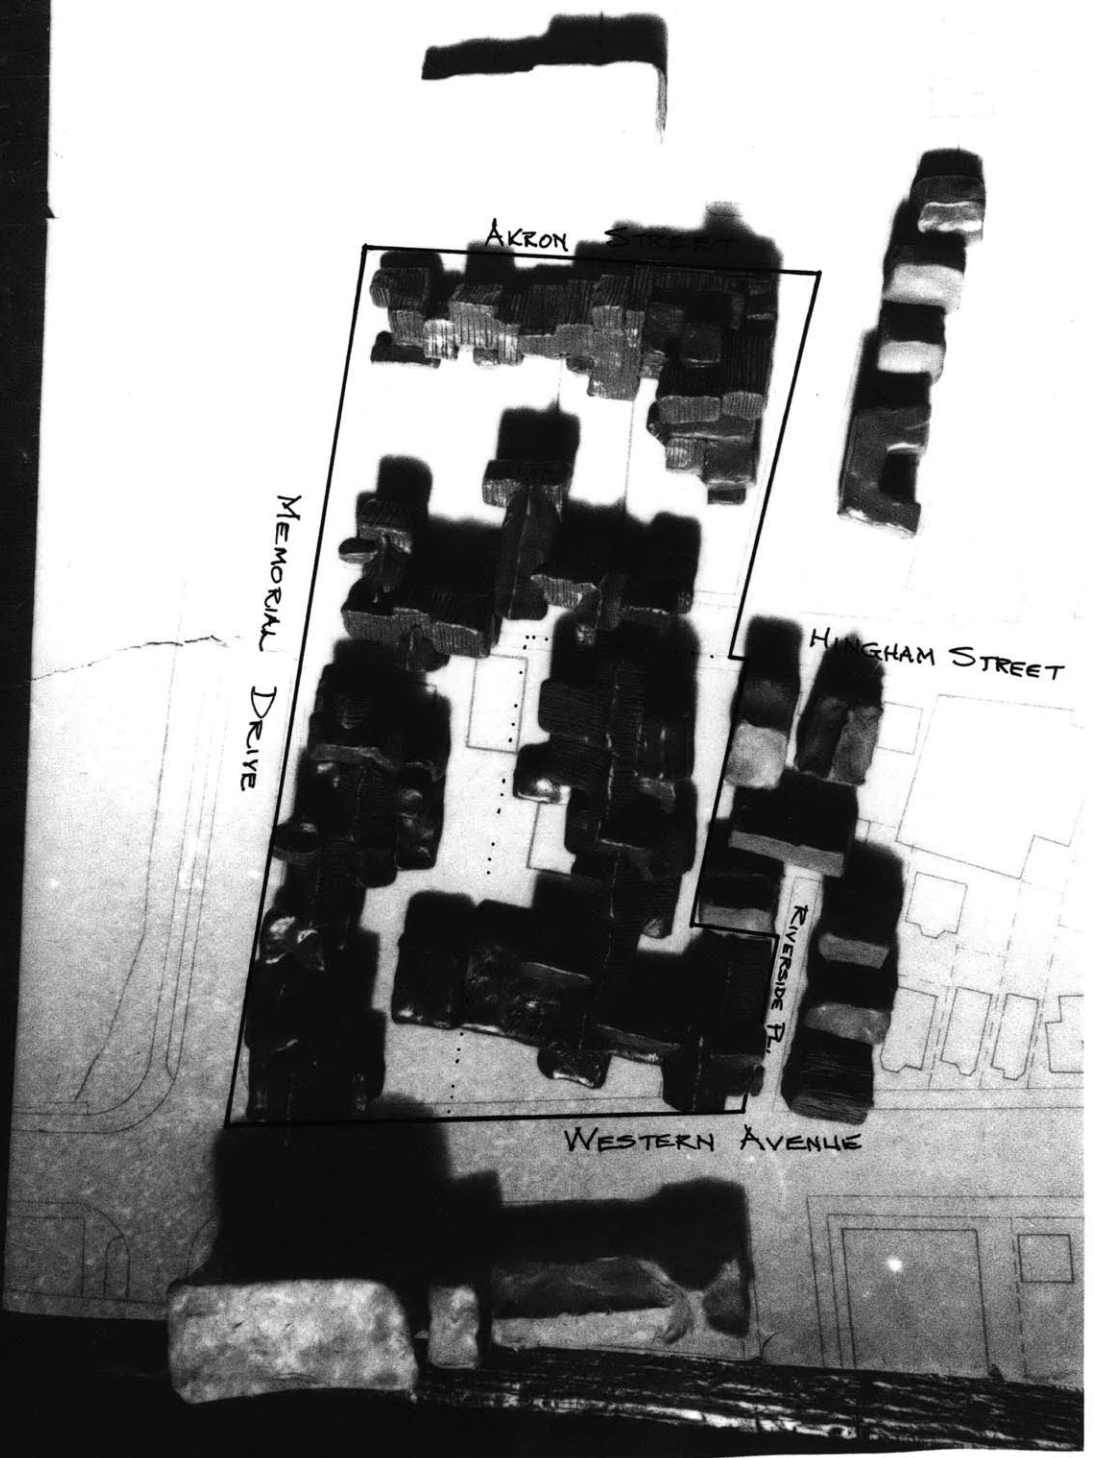 AKRON STREET
MEMORIAL DRIVE
HINGHAM STREET
RIVERSIDE PL.
WESTERN AVENUE